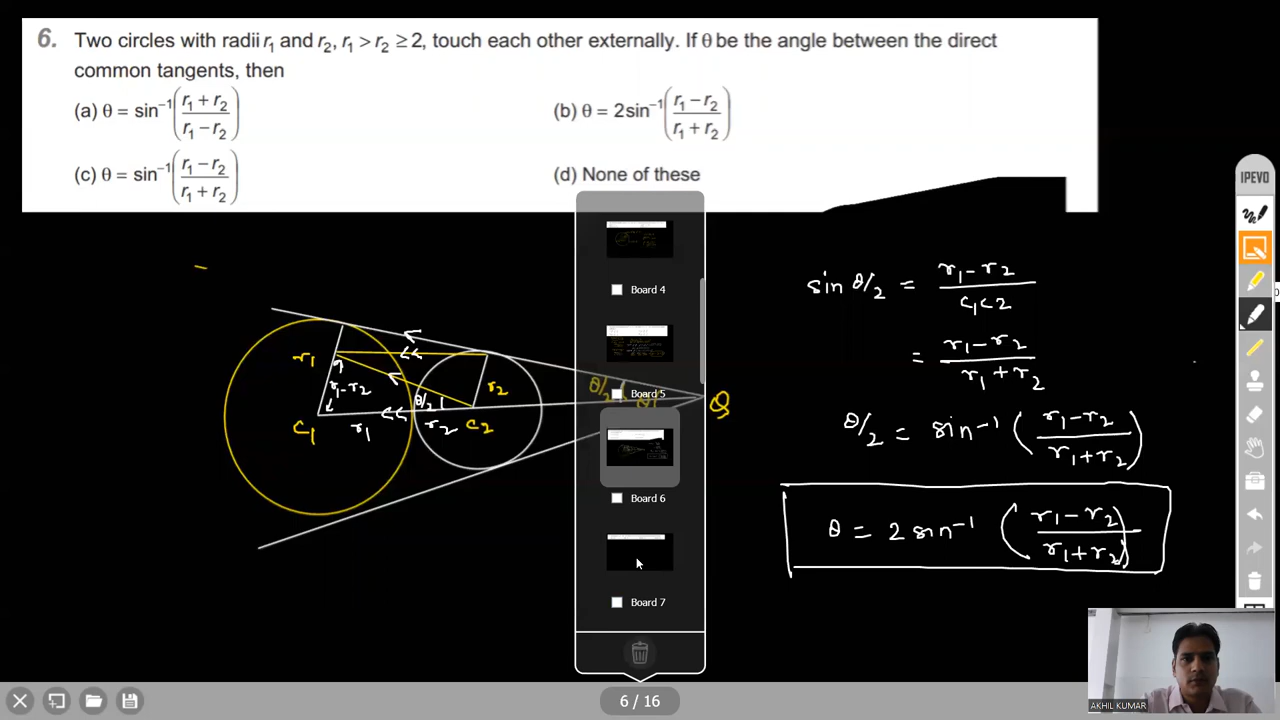 6. Two circles with radii r₁ and r₂, r₁ > r₂ ≥ 2, touch each other externally. If θ be the angle between the direct
common tangents, then
(a) θ = sin⁻¹((r₁ + r₂)/(r₁ − r₂)) (b) θ = 2sin⁻¹((r₁ − r₂)/(r₁ + r₂))
(c) θ = sin⁻¹((r₁ − r₂)/(r₁ + r₂)) (d) None of these
IPEVO
Board 4
Board 5
Board 6
Board 7
6 / 16
r₁
r₁-r₂
C₁
r₁
θ/2
r₂
C₂
r₂
θ/2
sin θ/2 = (r₁-r₂)/(C₁C₂)
= (r₁-r₂)/(r₁+r₂)
θ/2 = sin⁻¹ ((r₁-r₂)/(r₁+r₂))
θ = 2 sin⁻¹ ((r₁-r₂)/(r₁+r₂))
AKHIL KUMAR